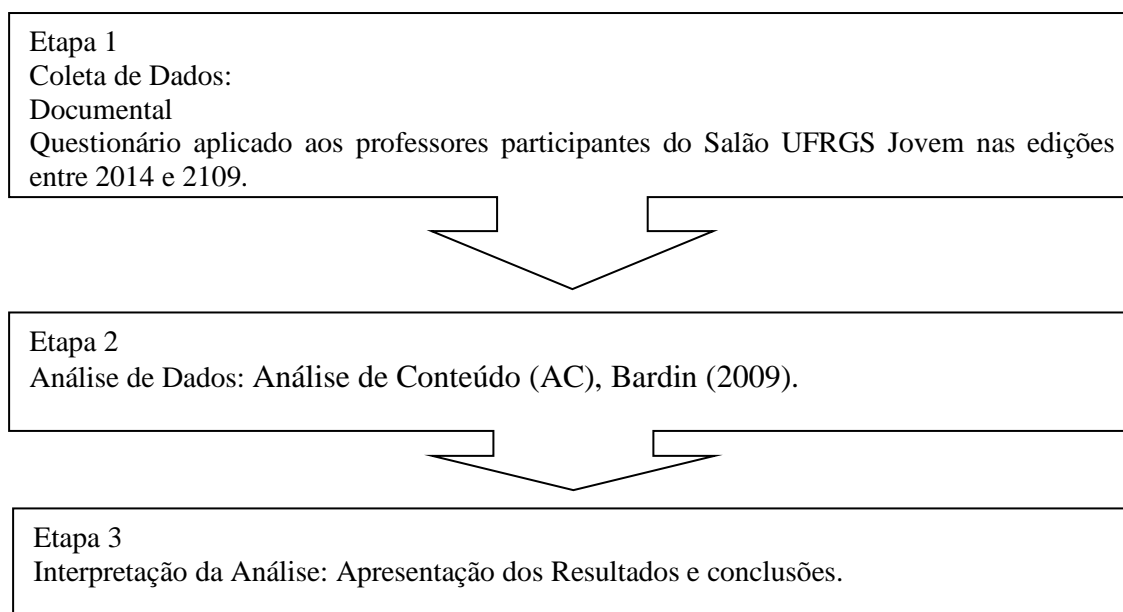 Etapa 1
Coleta de Dados:
Documental
Questionário aplicado aos professores participantes do Salão UFRGS Jovem nas edições
entre 2014 e 2109.
Etapa 2
Análise de Dados: Análise de Conteúdo (AC), Bardin (2009).
Etapa 3
Interpretação da Análise: Apresentação dos Resultados e conclusões.